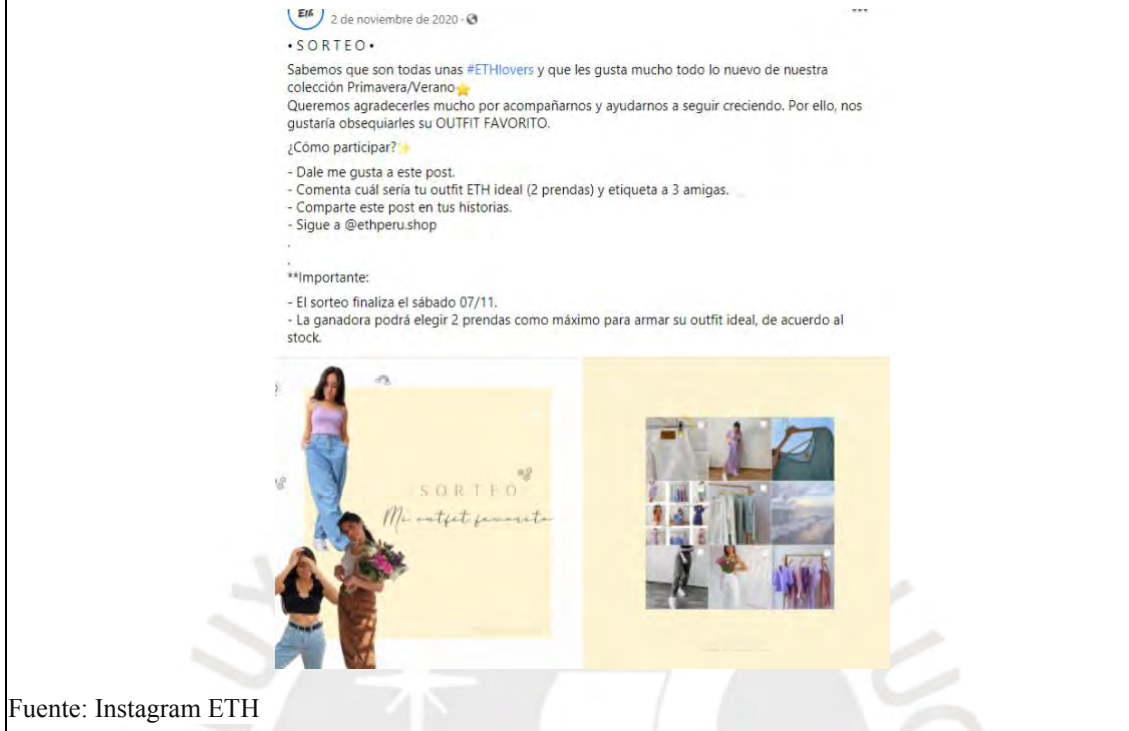 Eth
2 de noviembre de 2020 ·
• S O R T E O •
Sabemos que son todas unas #ETHlovers y que les gusta mucho todo lo nuevo de nuestra
colección Primavera/Verano
Queremos agradecerles mucho por acompañarnos y ayudarnos a seguir creciendo. Por ello, nos
gustaría obsequiarles su OUTFIT FAVORITO.
¿Cómo participar?
- Dale me gusta a este post.
- Comenta cuál sería tu outfit ETH ideal (2 prendas) y etiqueta a 3 amigas.
- Comparte este post en tus historias.
- Sigue a @ethperu.shop
.
.
**Importante:
- El sorteo finaliza el sábado 07/11.
- La ganadora podrá elegir 2 prendas como máximo para armar su outfit ideal, de acuerdo al
stock.
SORTEO
Mi outfit favorito
Fuente: Instagram ETH